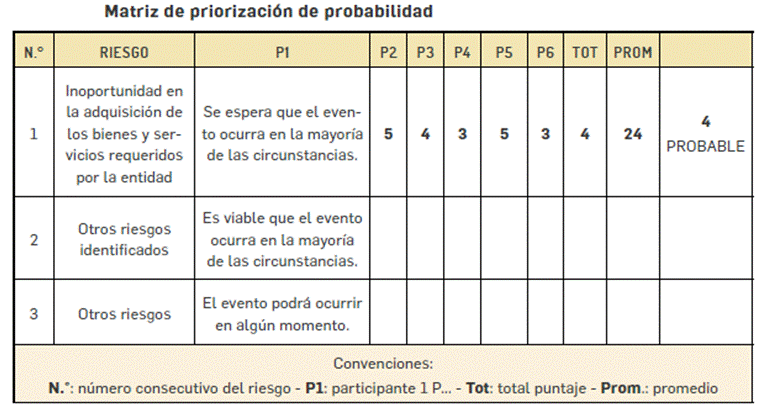 Matriz de priorización de probabilidad
N.° RIESGO P1 P2 P3 P4 P5 P6 TOT PROM
1
Inoportunidad en
la adquisición de
los bienes y ser-
vicios requeridos
por la entidad
Se espera que el even-
to ocurra en la mayoría
de las circunstancias.
5 4 3 5 3 4 24
4
PROBABLE
2
Otros riesgos
identificados
Es viable que el evento
ocurra en la mayoría
de las circunstancias.
3
Otros riesgos
El evento podrá ocurrir
en algún momento.
Convenciones:
N.°: número consecutivo del riesgo - P1: participante 1 P... - Tot: total puntaje - Prom.: promedio